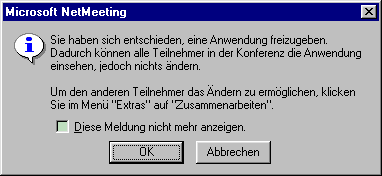 Microsoft NetMeeting
Sie haben sich entschieden, eine Anwendung freizugeben.
Dadurch können alle Teilnehmer in der Konferenz die Anwendung
einsehen, jedoch nichts ändern.
Um den anderen Teilnehmer das Ändern zu ermöglichen, klicken
Sie im Menü "Extras" auf "Zusammenarbeiten".
Diese Meldung nicht mehr anzeigen.
OK
Abbrechen